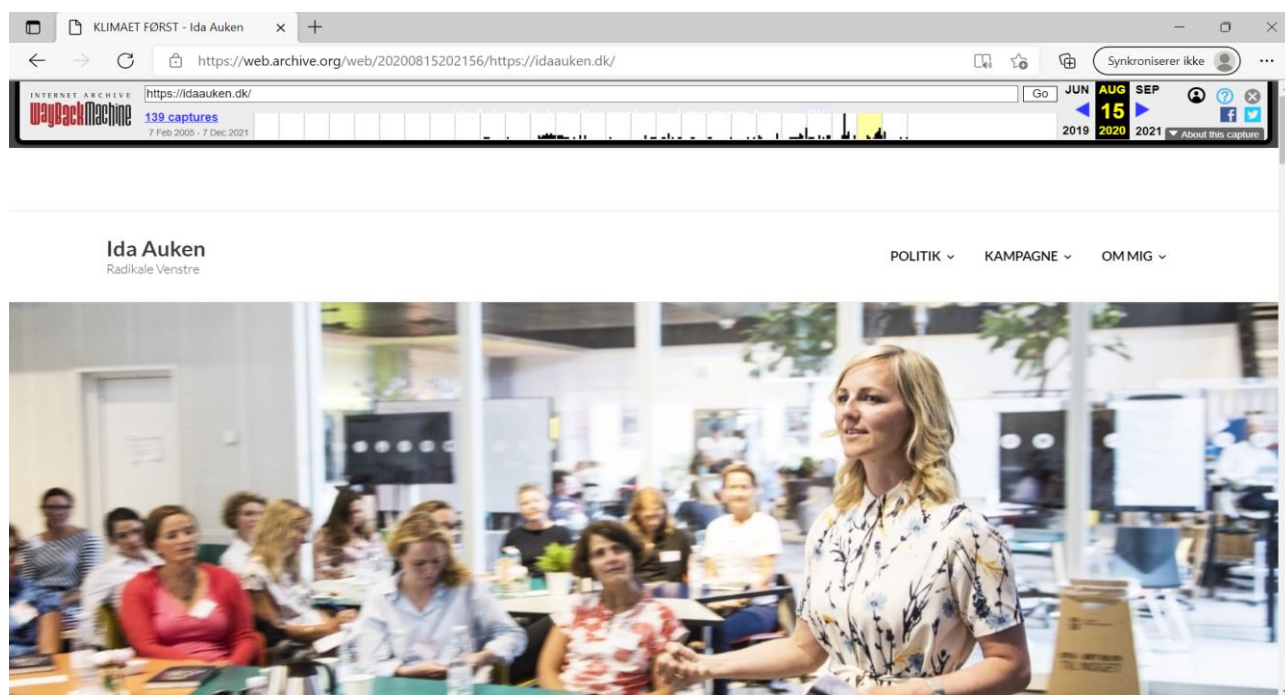 KLIMAET FØRST - Ida Auken
https://web.archive.org/web/20200815202156/https://idaauken.dk/
Synkroniserer ikke
INTERNET ARCHIVE
WayBackMachine
https://idaauken.dk/
Go
139 captures
7 Feb 2005 - 7 Dec 2021
JUN AUG SEP
15
2019 2020 2021
About this capture
Ida Auken
Radikale Venstre
POLITIK KAMPAGNE OM MIG